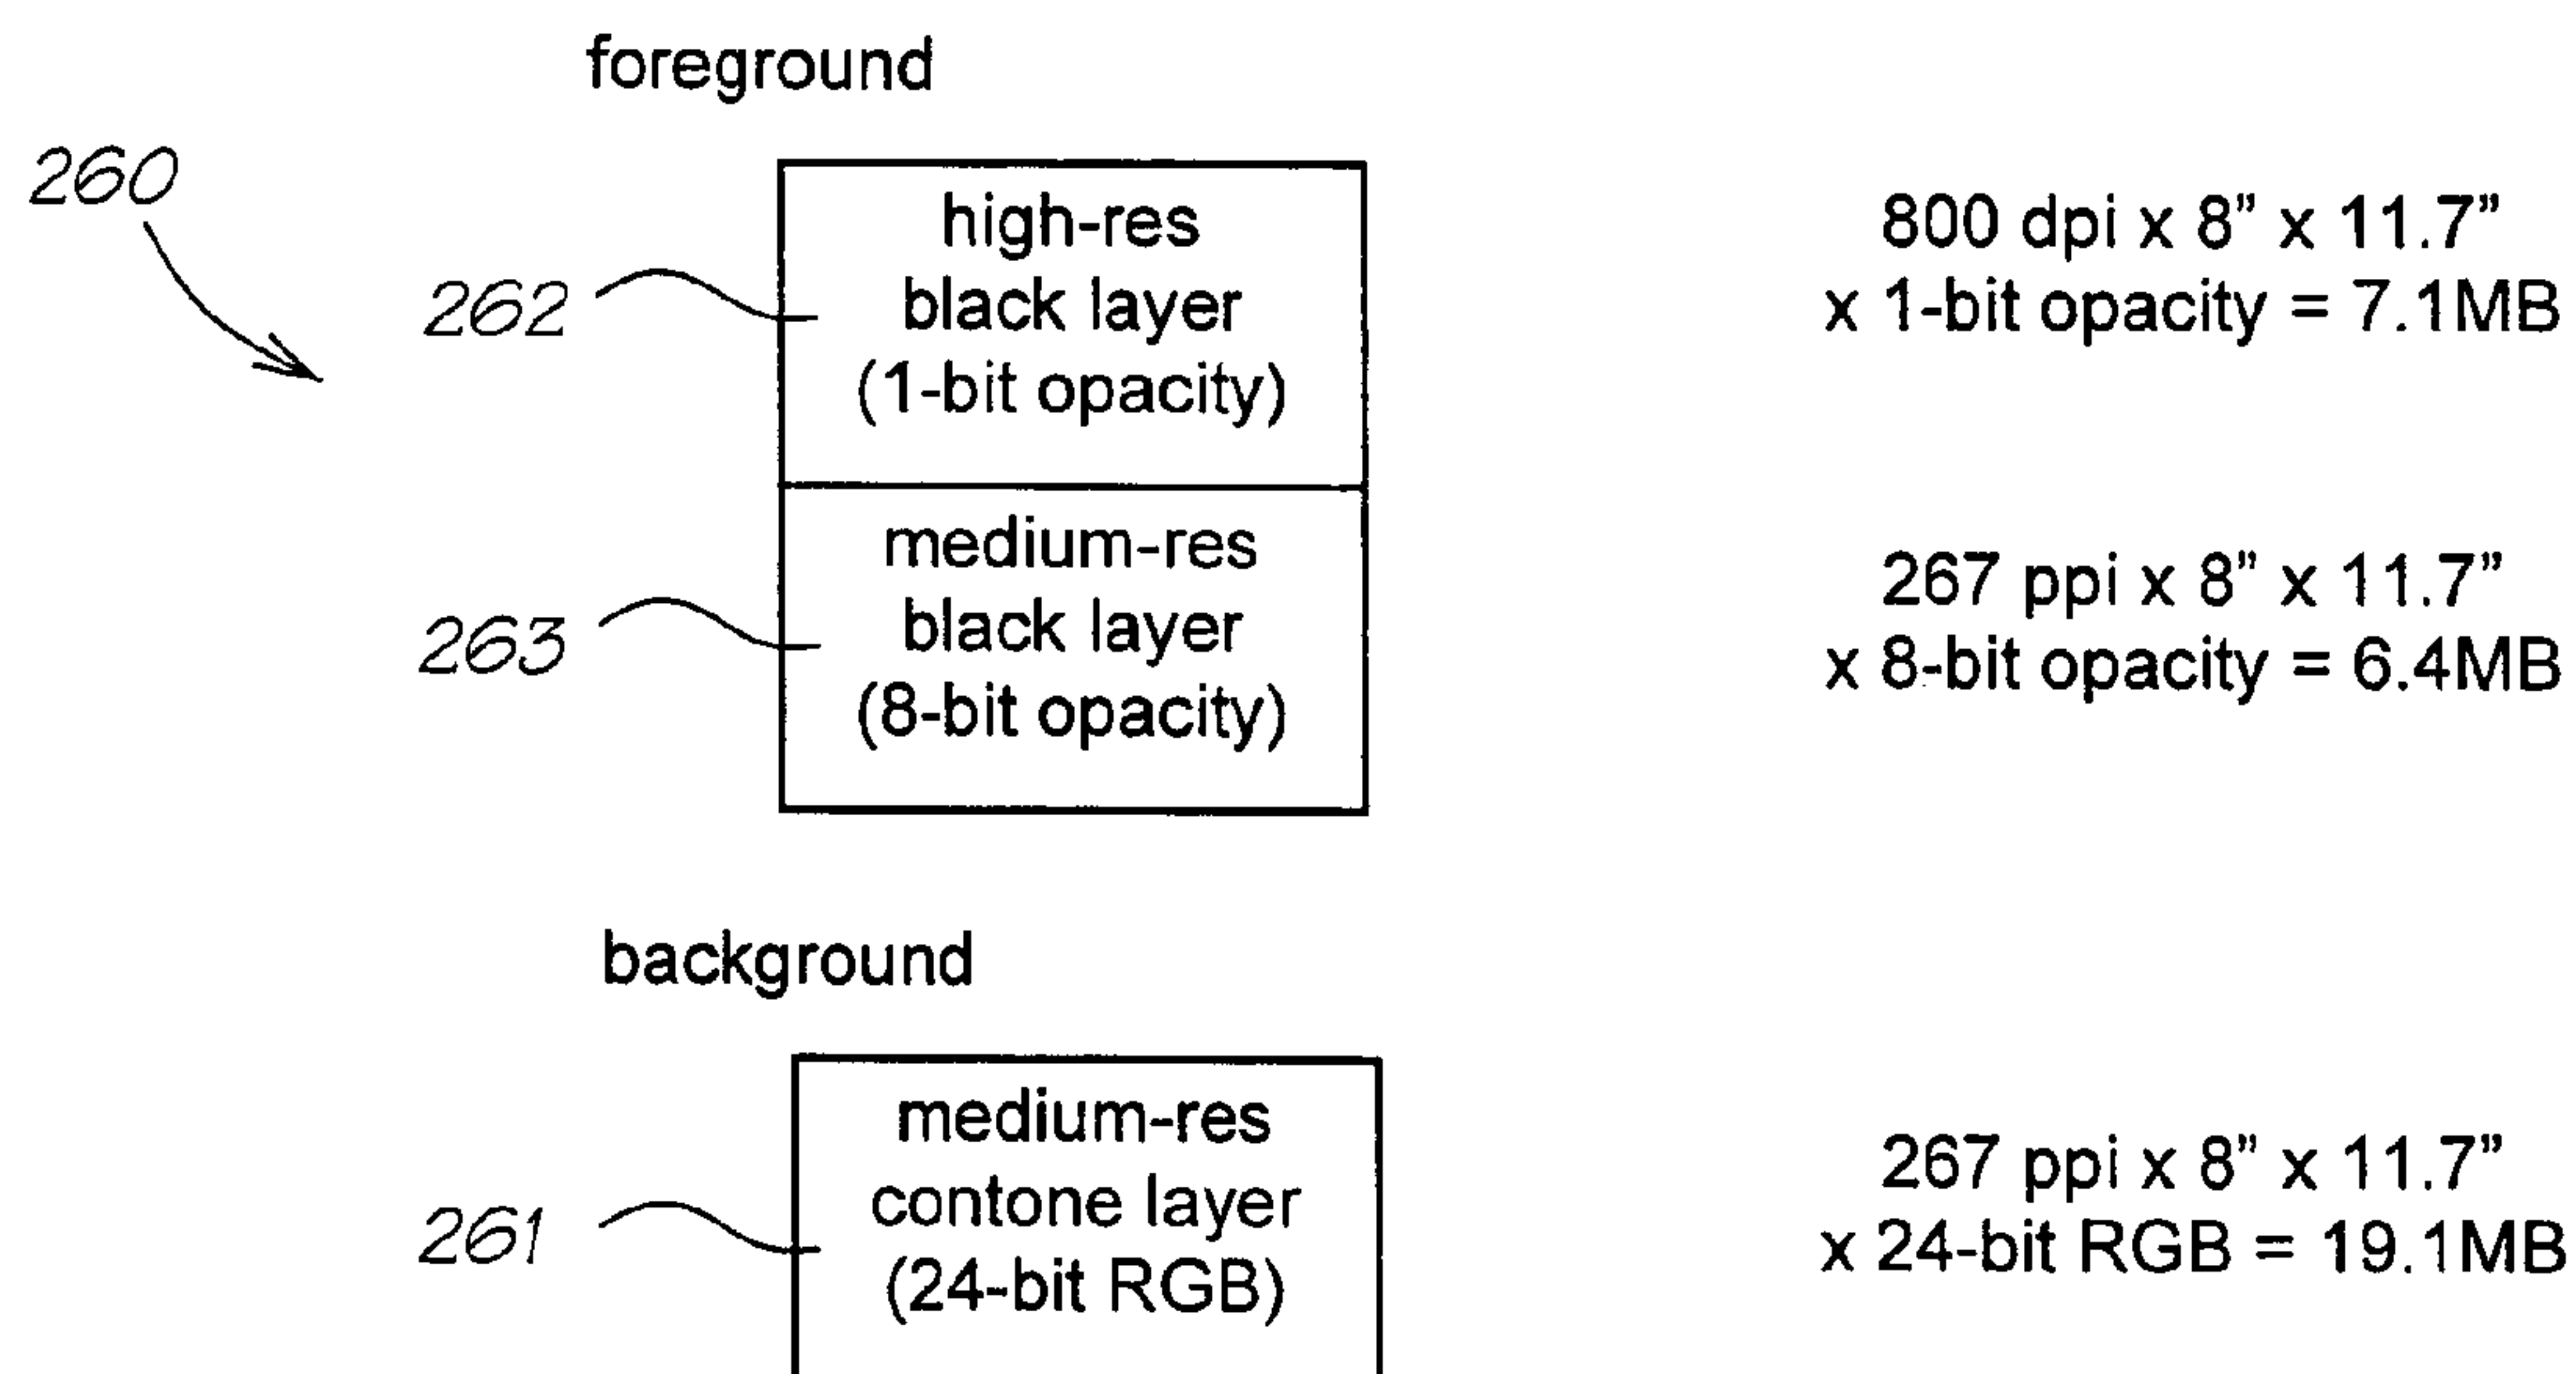 foreground
260
262
high-res
black layer
(1-bit opacity)
800 dpi x 8” x 11.7”
x 1-bit opacity = 7.1MB
263
medium-res
black layer
(8-bit opacity)
267 ppi x 8” x 11.7”
x 8-bit opacity = 6.4MB
background
261
medium-res
contone layer
(24-bit RGB)
267 ppi x 8” x 11.7”
x 24-bit RGB = 19.1MB